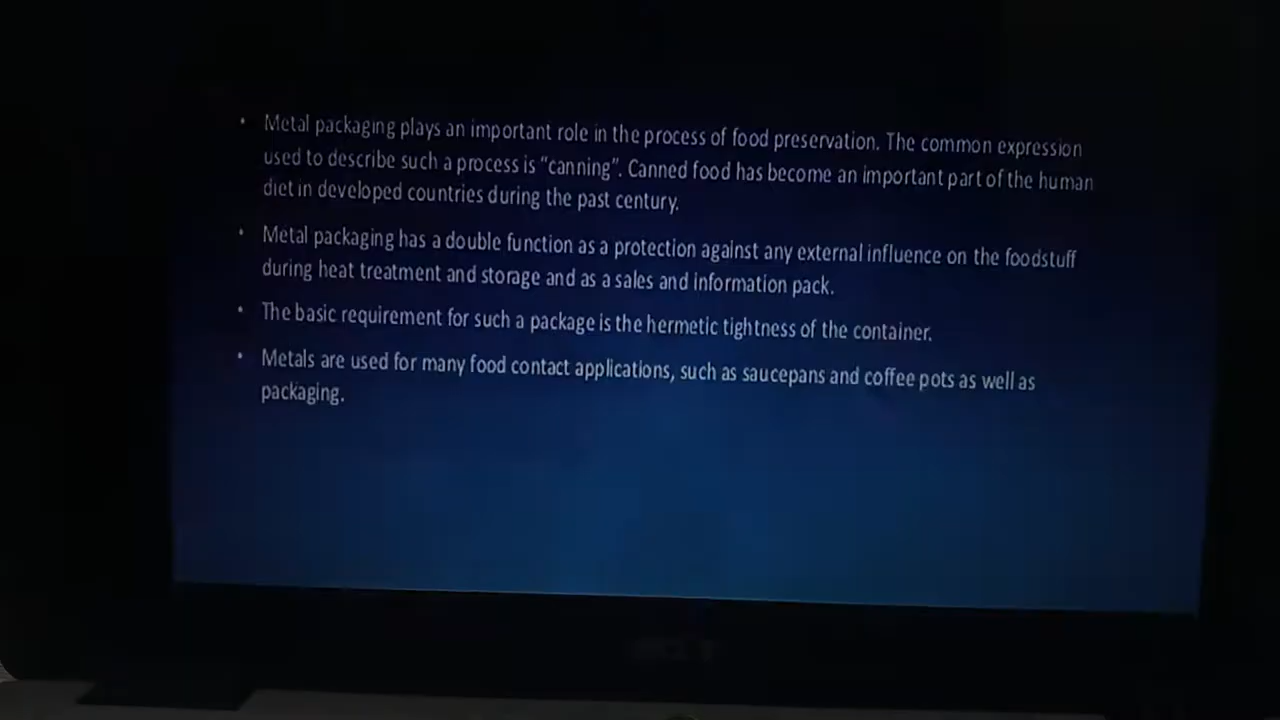 • Metal packaging plays an important role in the process of food preservation. The common expression
used to describe such a process is “canning”. Canned food has become an important part of the human
diet in developed countries during the past century.
• Metal packaging has a double function as a protection against any external influence on the foodstuff
during heat treatment and storage and as a sales and information pack.
• The basic requirement for such a package is the hermetic tightness of the container.
• Metals are used for many food contact applications, such as saucepans and coffee pots as well as
packaging.